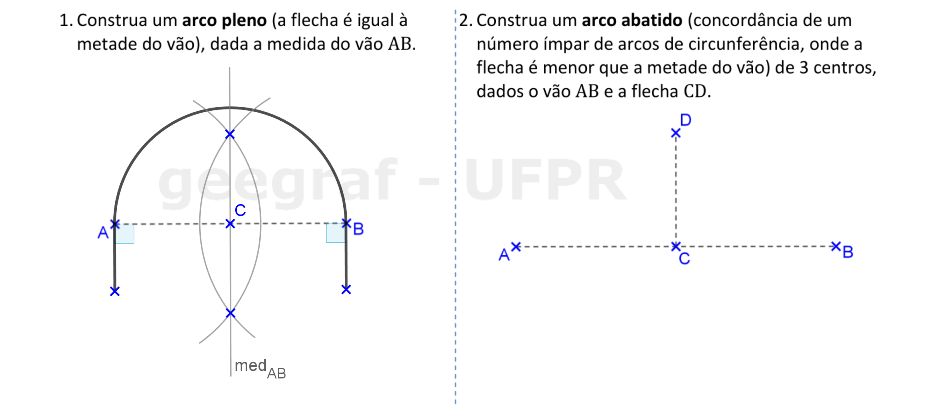 1. Construa um arco pleno (a flecha é igual à
metade do vão), dada a medida do vão AB.
C
A
B
med AB
2. Construa um arco abatido (concordância de um
número ímpar de arcos de circunferência, onde a
flecha é menor que a metade do vão) de 3 centros,
dados o vão AB e a flecha CD.
D
A
C
B
geegraf - UFPR